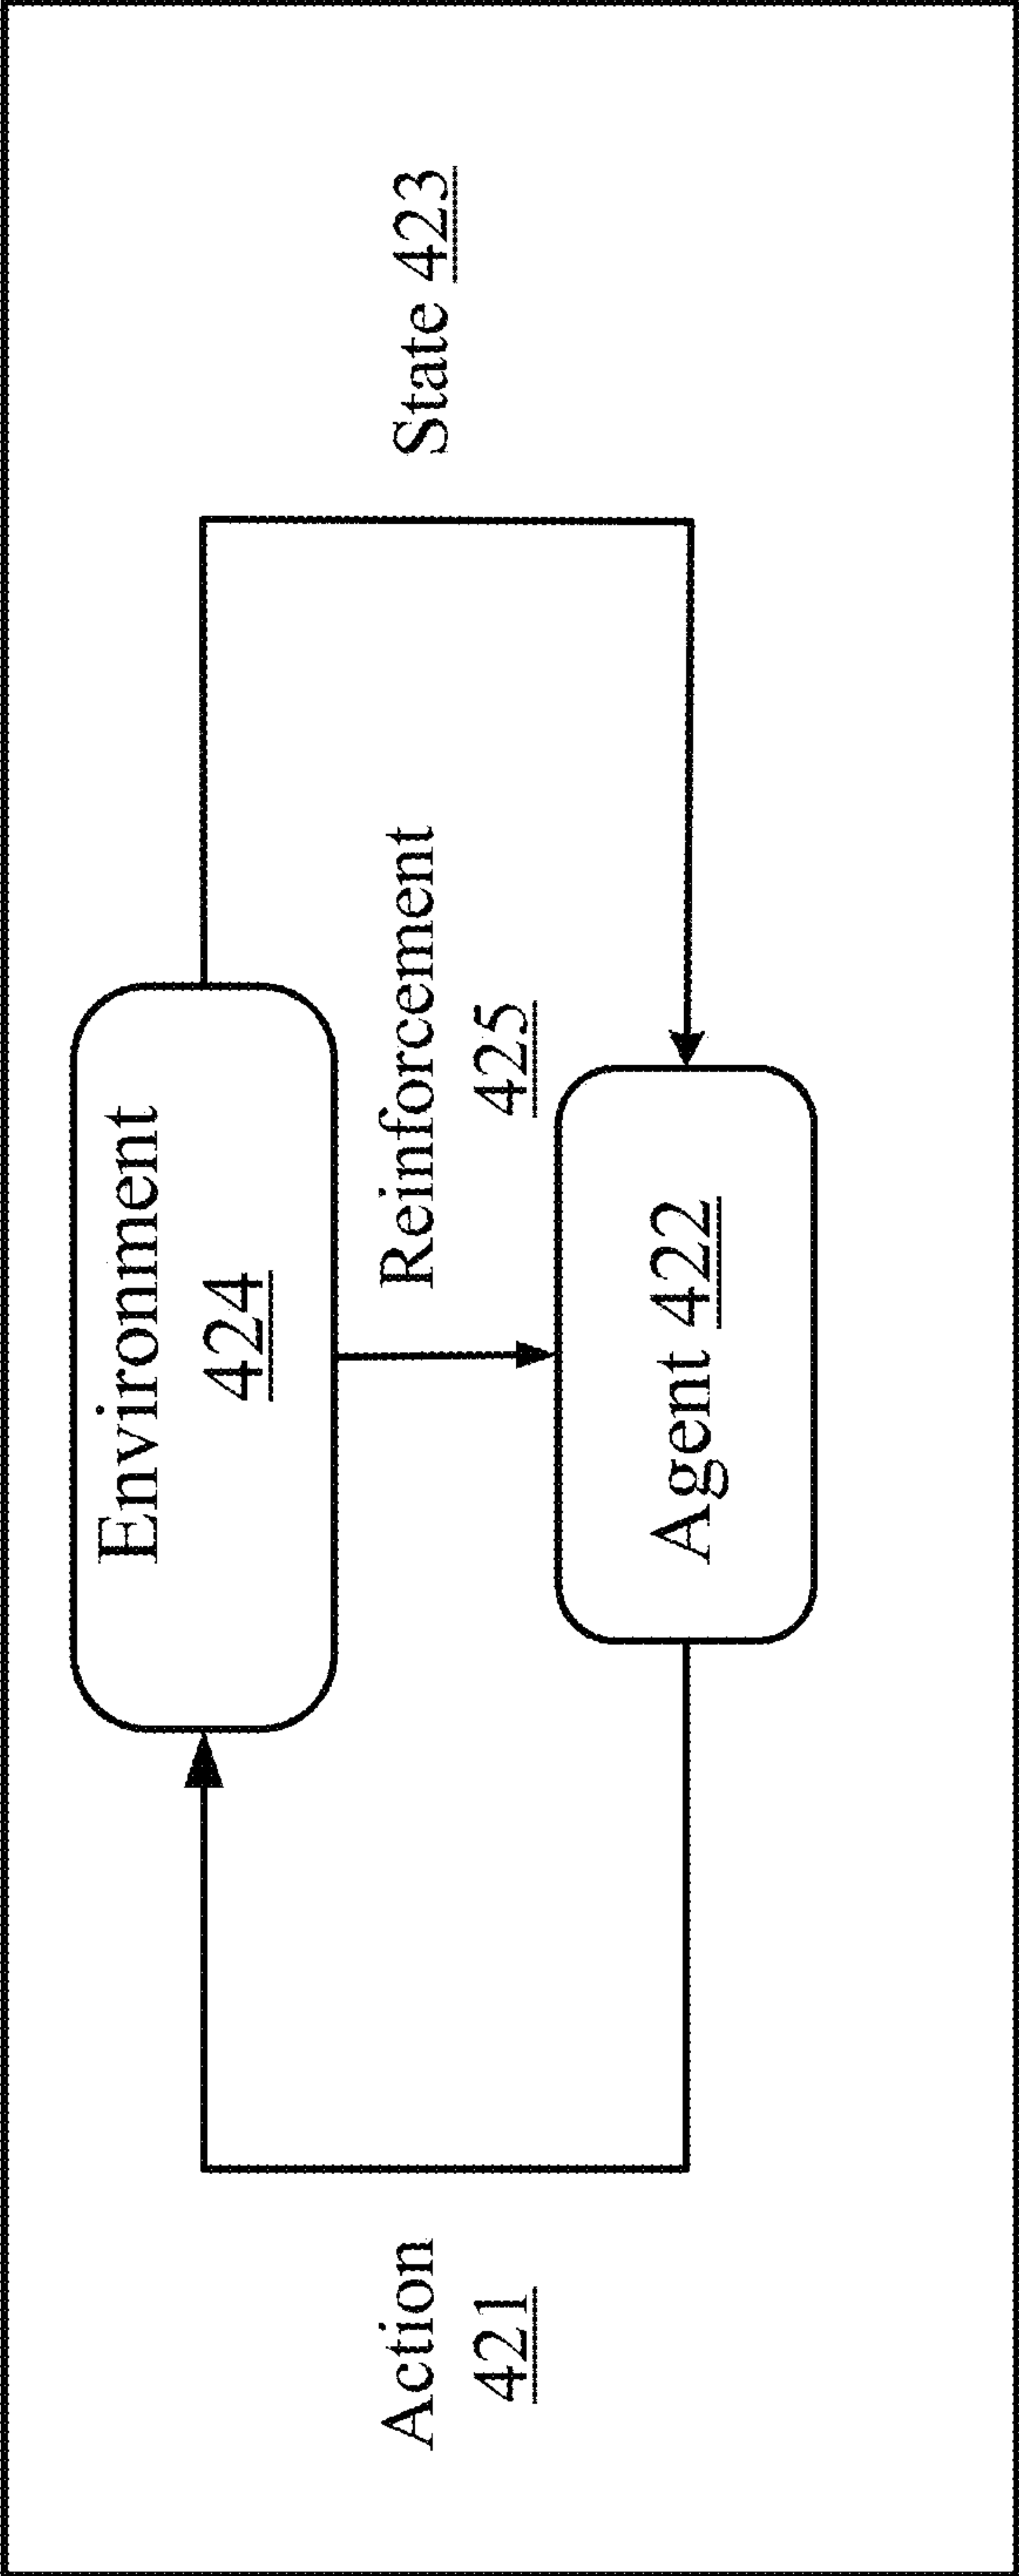 Environment
424
Action
421
Reinforcement
425
State 423
Agent 422